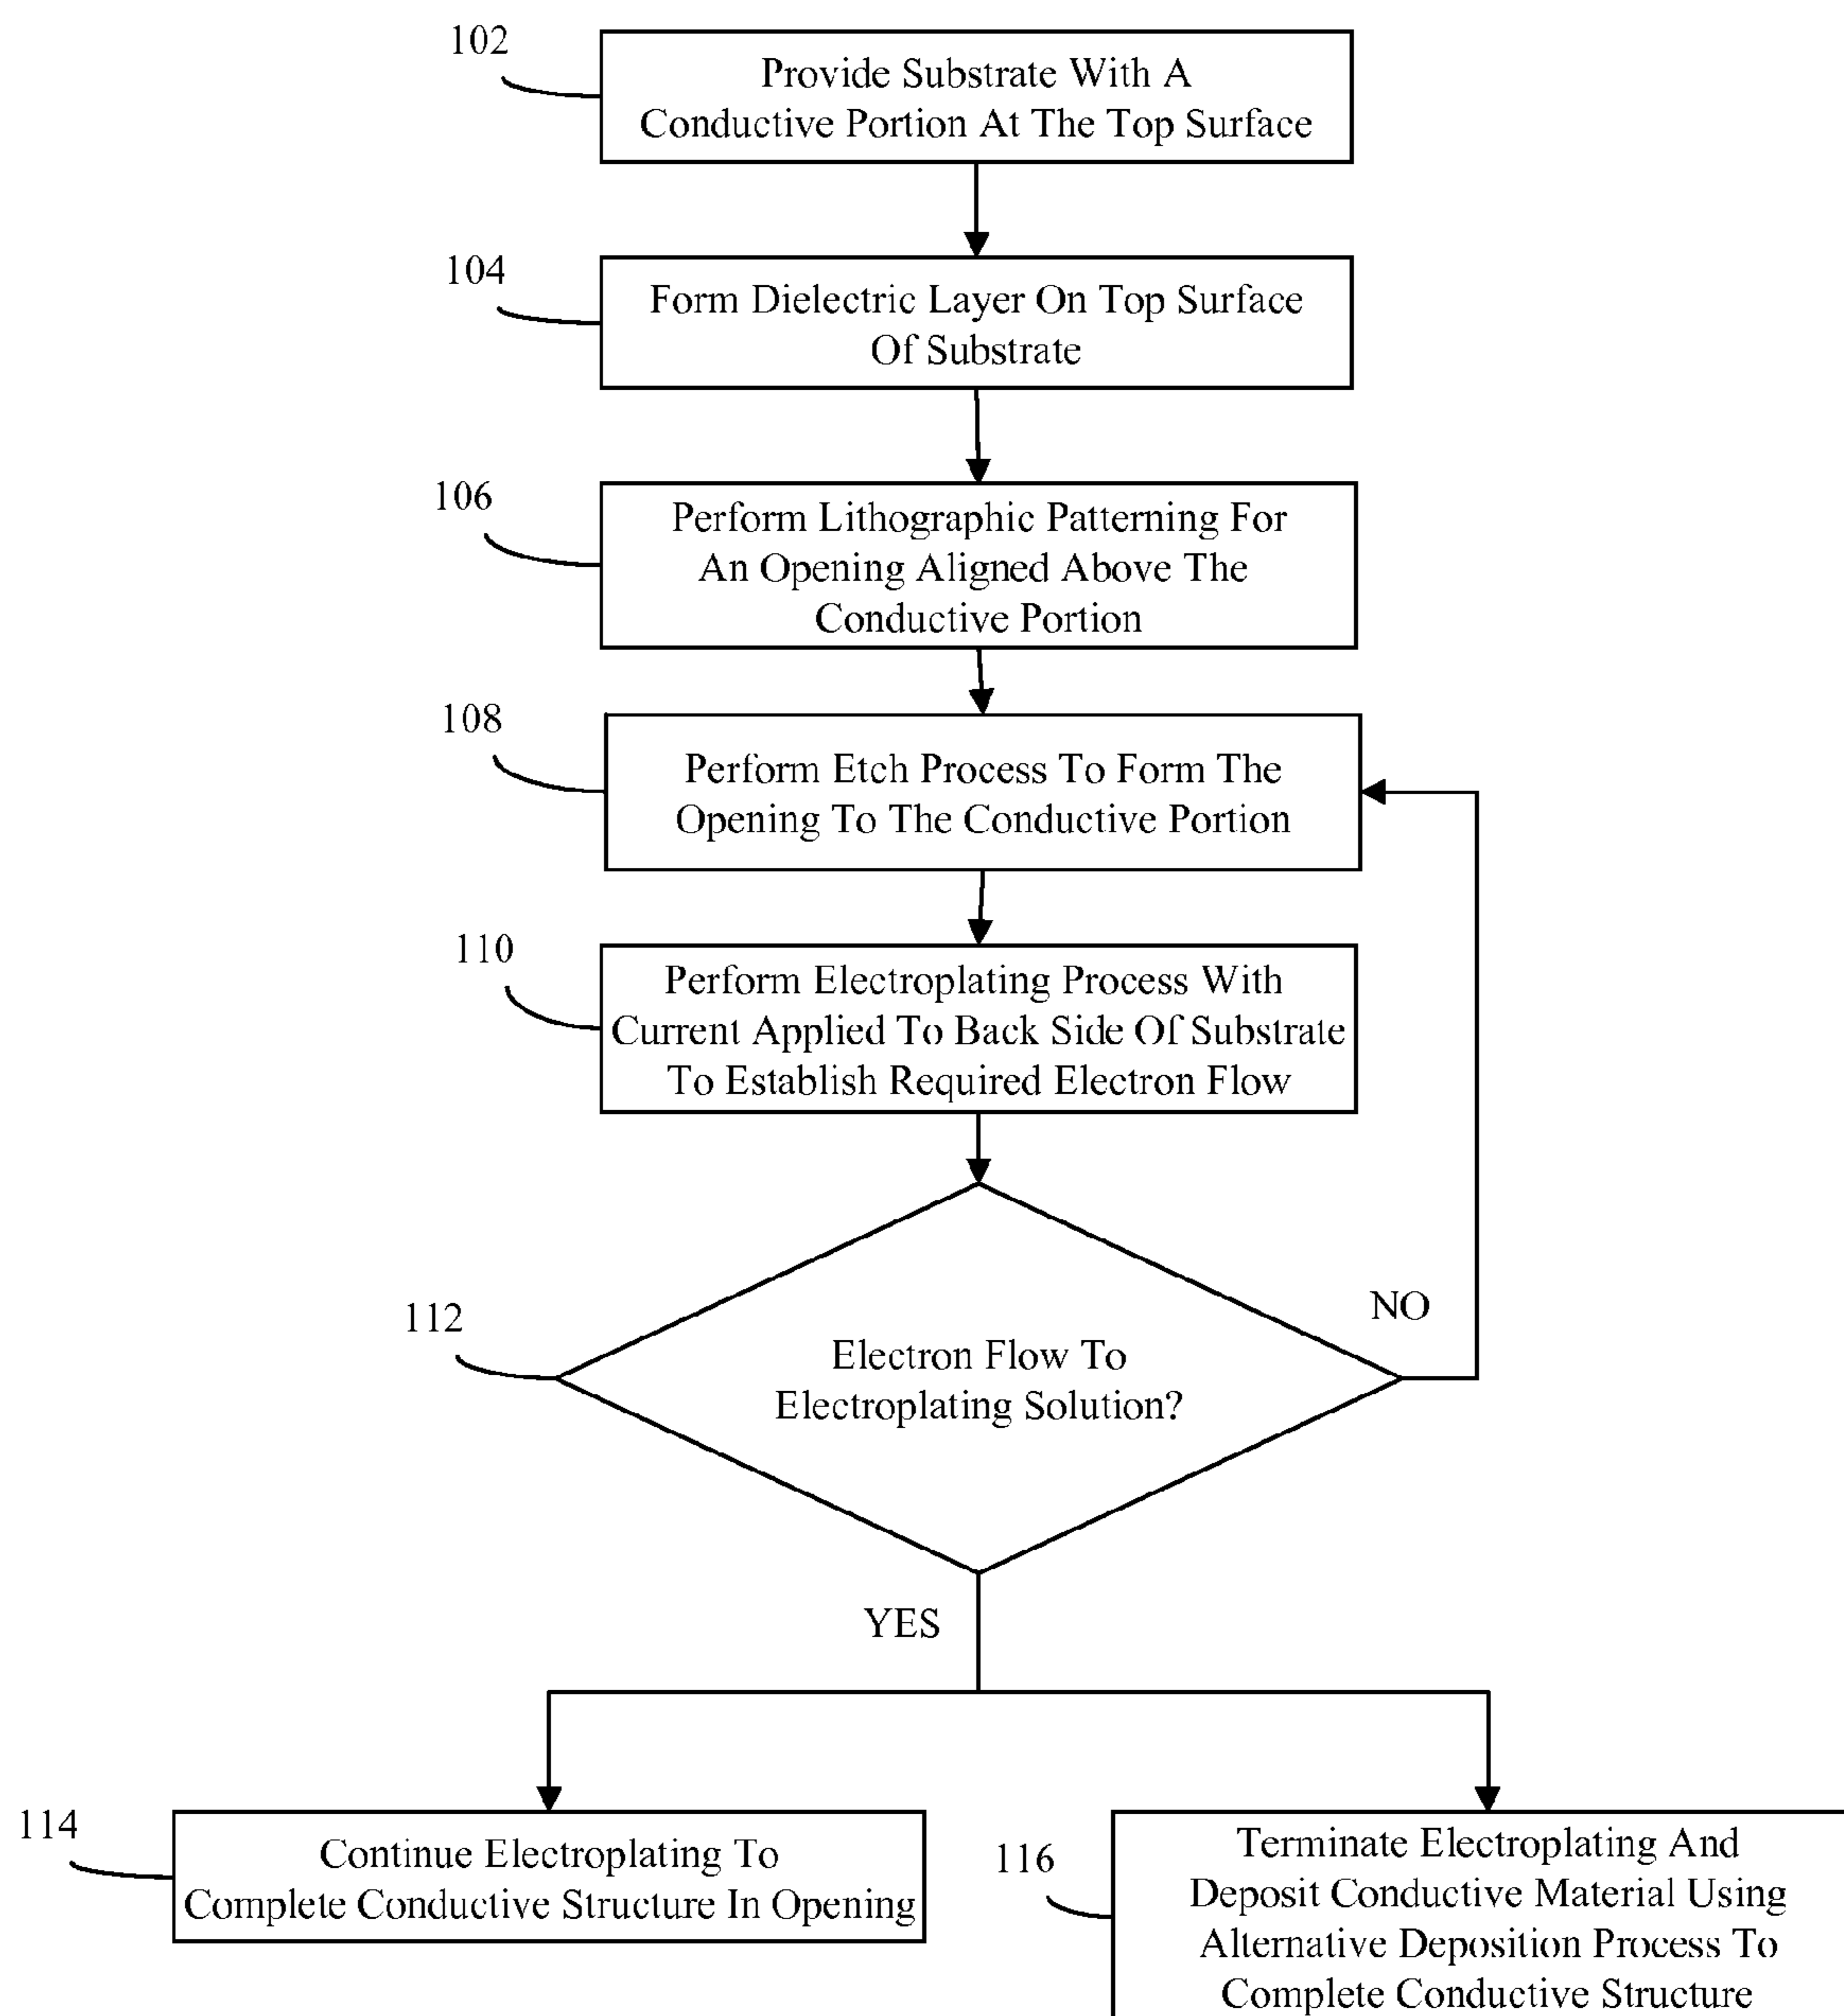 102
Provide Substrate With A
Conductive Portion At The Top Surface
104
Form Dielectric Layer On Top Surface
Of Substrate
106
Perform Lithographic Patterning For
An Opening Aligned Above The
Conductive Portion
108
Perform Etch Process To Form The
Opening To The Conductive Portion
110
Perform Electroplating Process With
Current Applied To Back Side Of Substrate
To Establish Required Electron Flow
112
Electron Flow To
Electroplating Solution?
NO
YES
114
Continue Electroplating To
Complete Conductive Structure In Opening
116
Terminate Electroplating And
Deposit Conductive Material Using
Alternative Deposition Process To
Complete Conductive Structure